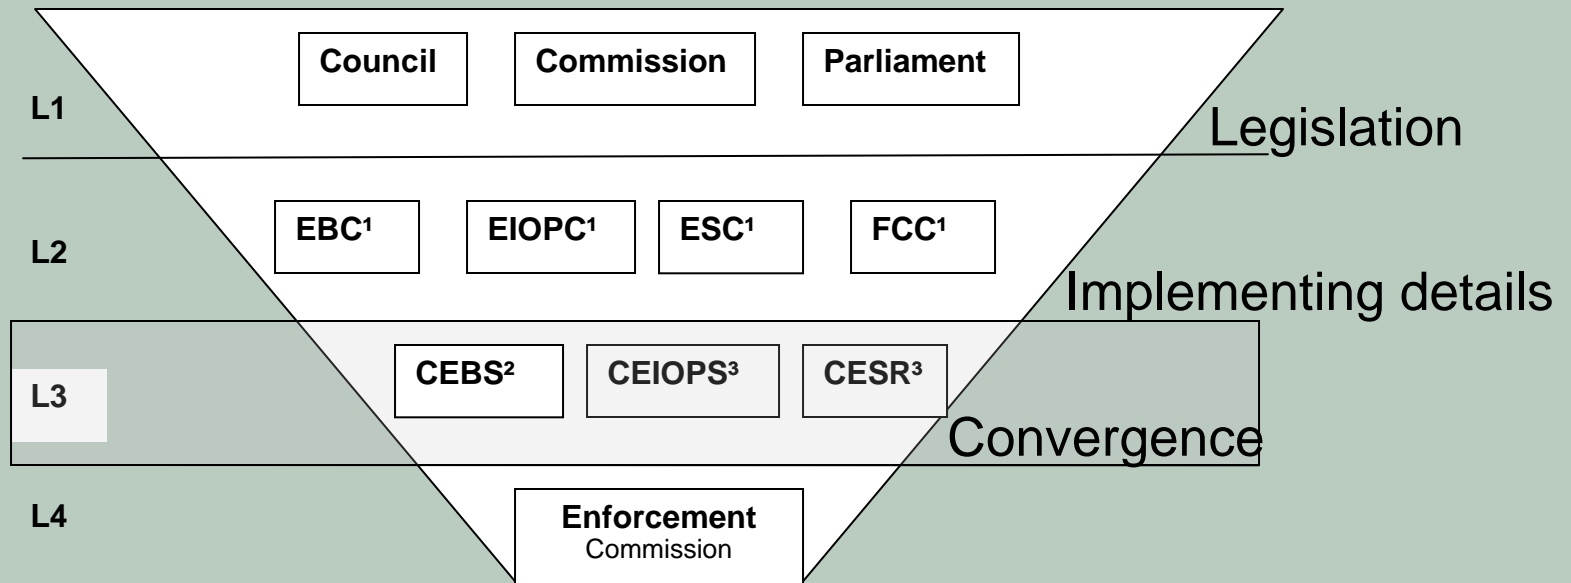 Council
Commission
Parliament
L1
Legislation
EBC¹
EIOPC¹
ESC¹
FCC¹
L2
Implementing details
CEBS²
CEIOPS³
CESR³
L3
Convergence
L4
Enforcement
Commission